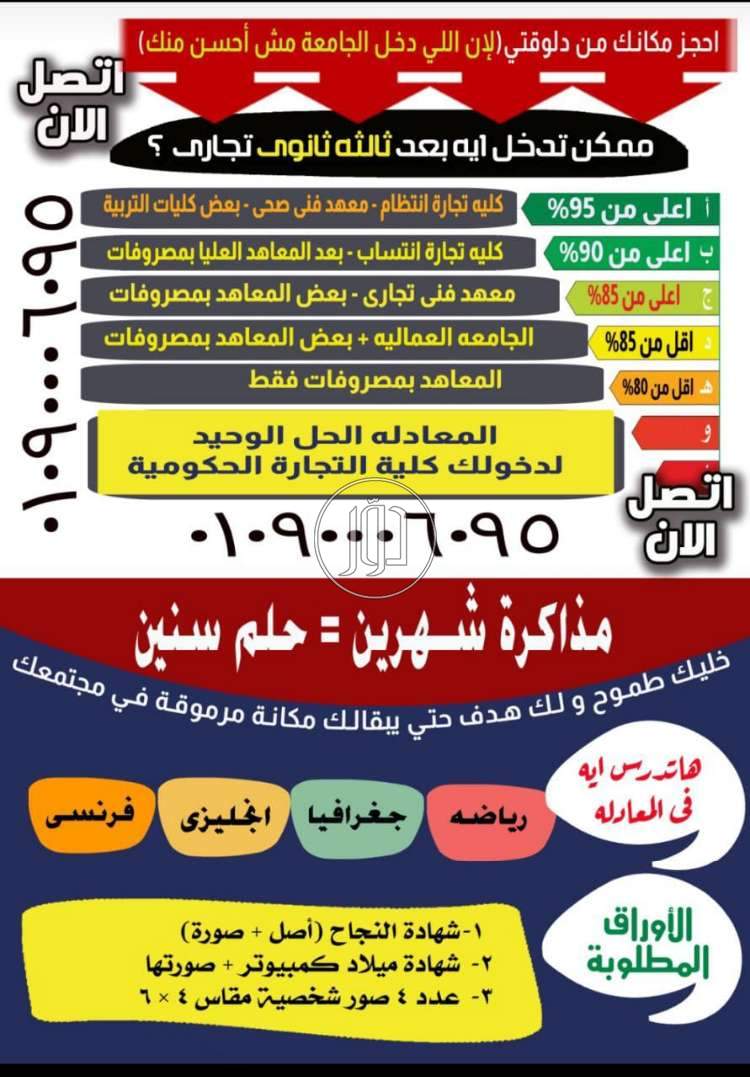 احجز مكانك من دلوقتي(لإن اللي دخل الجامعة مش أحسن منك)
اتصل
الان
ممكن تدخل ايه بعد ثالثه ثانوى تجارى ؟
أ اعلى من 95%
كليه تجارة انتظام - معهد فنى صحى - بعض كليات التربية
ب اعلى من 90%
كليه تجارة انتساب - بعد المعاهد العليا بمصروفات
ج اعلى من 85%
معهد فنى تجارى - بعض المعاهد بمصروفات
د اقل من 85%
الجامعه العماليه + بعض المعاهد بمصروفات
هـ اقل من 80%
المعاهد بمصروفات فقط
و
المعادله الحل الوحيد
لدخولك كلية التجارة الحكومية
٠١٠٩٠٠٠٦٠٩٥
اتصل
الان
٠١٠٩٠٠٠٦٠٩٥
دوّر
مذاكرة شهرين = حلم سنين
خليك طموح و لك هدف حتي يبقالك مكانة مرموقة في مجتمعك
هاتدرس ايه
فى المعادله
رياضه
جغرافيا
انجليزى
فرنسى
الأوراق
المطلوبة
١-شهادة النجاح (أصل + صورة)
٢- شهادة ميلاد كمبيوتر + صورتها
٣- عدد ٤ صور شخصية مقاس ٤ × ٦